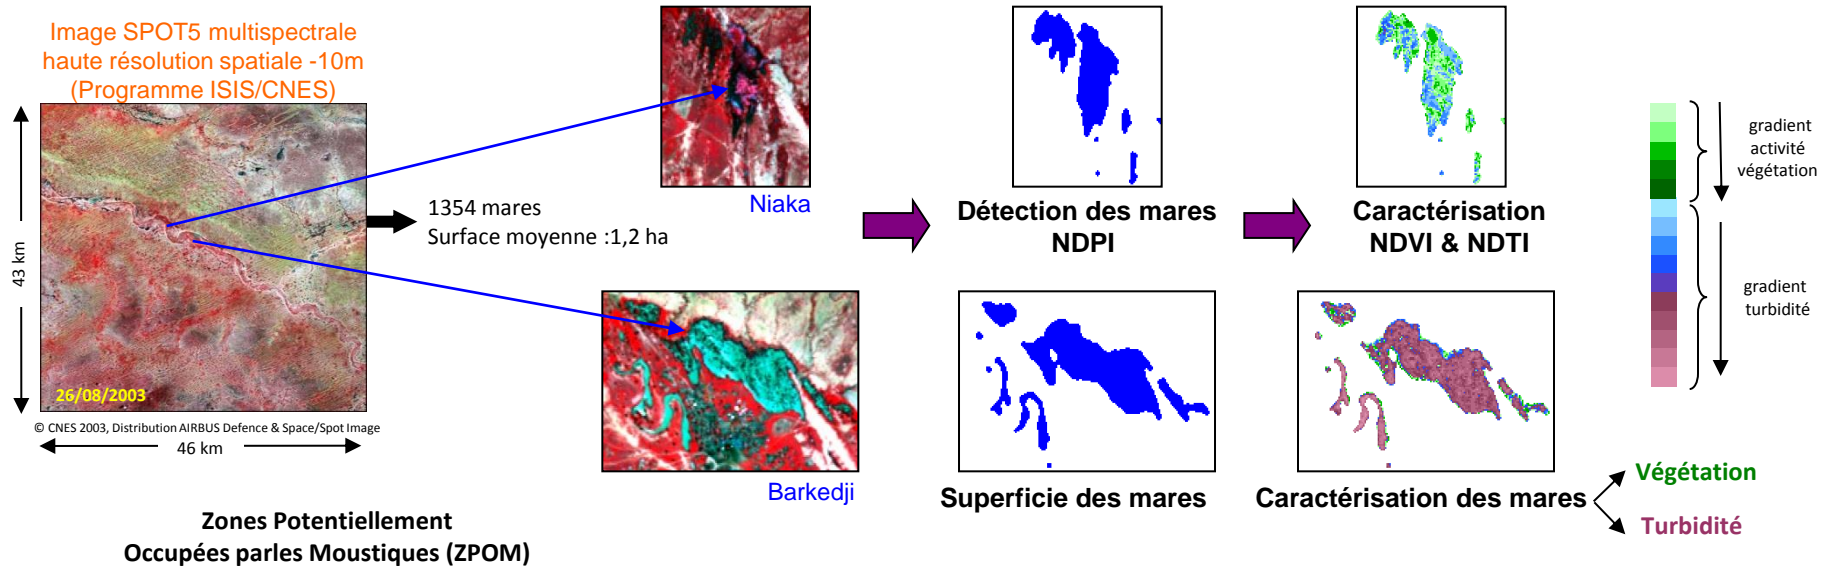 Image SPOT5 multispectrale
haute résolution spatiale -10m
(Programme ISIS/CNES)
43 km
26/08/2003
© CNES 2003, Distribution AIRBUS Defence & Space/Spot Image
46 km
1354 mares
Surface moyenne :1,2 ha
Niaka
Barkedji
Détection des mares
NDPI
Caractérisation
NDVI & NDTI
gradient
activité
végétation
gradient
turbidité
Superficie des mares
Caractérisation des mares
Végétation
Turbidité
Zones Potentiellement
Occupées parles Moustiques (ZPOM)